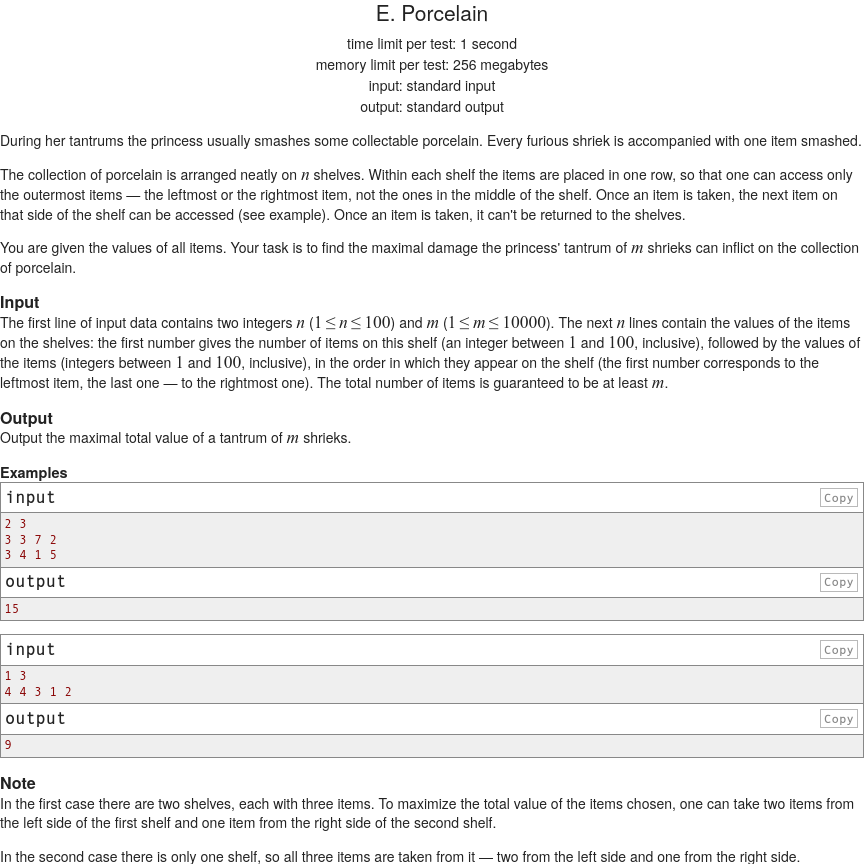 E. Porcelain
time limit per test: 1 second
memory limit per test: 256 megabytes
input: standard input
output: standard output
During her tantrums the princess usually smashes some collectable porcelain. Every furious shriek is accompanied with one item smashed.
The collection of porcelain is arranged neatly on n shelves. Within each shelf the items are placed in one row, so that one can access only
the outermost items — the leftmost or the rightmost item, not the ones in the middle of the shelf. Once an item is taken, the next item on
that side of the shelf can be accessed (see example). Once an item is taken, it can't be returned to the shelves.
You are given the values of all items. Your task is to find the maximal damage the princess' tantrum of m shrieks can inflict on the collection
of porcelain.
Input
The first line of input data contains two integers n (1 ≤ n ≤ 100) and m (1 ≤ m ≤ 10000). The next n lines contain the values of the items
on the shelves: the first number gives the number of items on this shelf (an integer between 1 and 100, inclusive), followed by the values of
the items (integers between 1 and 100, inclusive), in the order in which they appear on the shelf (the first number corresponds to the
leftmost item, the last one — to the rightmost one). The total number of items is guaranteed to be at least m.
Output
Output the maximal total value of a tantrum of m shrieks.
Examples
input
Copy
2 3
3 3 7 2
3 4 1 5
output
Copy
15
input
Copy
1 3
4 4 3 1 2
output
Copy
9
Note
In the first case there are two shelves, each with three items. To maximize the total value of the items chosen, one can take two items from
the left side of the first shelf and one item from the right side of the second shelf.
In the second case there is only one shelf, so all three items are taken from it — two from the left side and one from the right side.